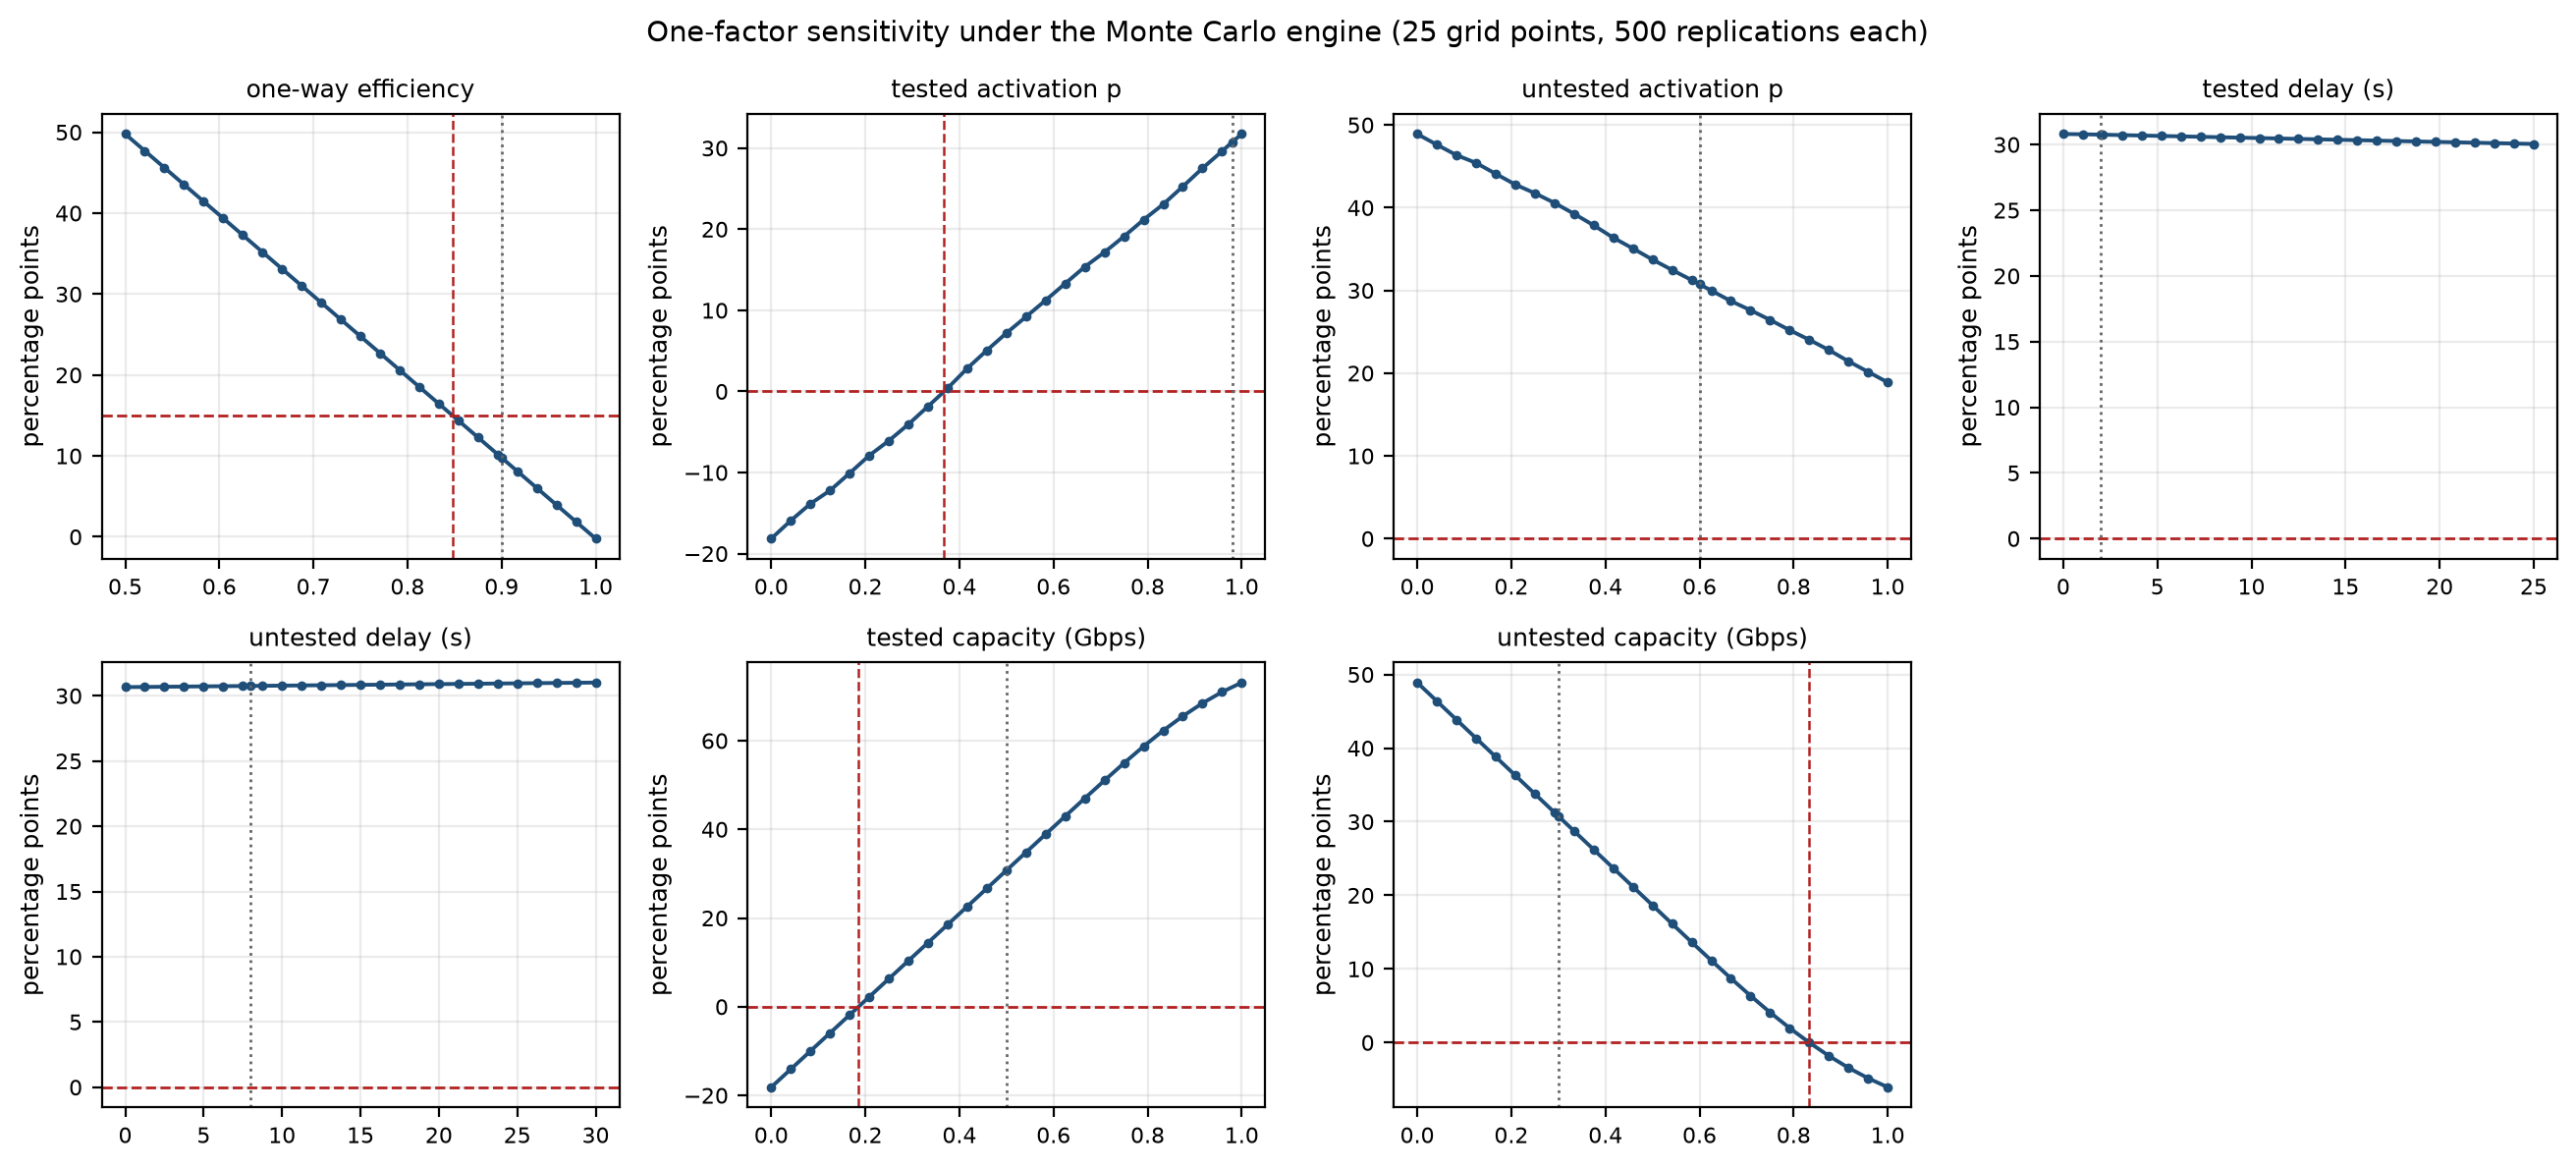 One-factor sensitivity under the Monte Carlo engine (25 grid points, 500 replications each)
one-way efficiency
percentage points
50
40
30
20
10
0
0.5 0.6 0.7 0.8 0.9 1.0
tested activation p
percentage points
30
20
10
0
−10
−20
0.0 0.2 0.4 0.6 0.8 1.0
untested activation p
percentage points
50
40
30
20
10
0
0.0 0.2 0.4 0.6 0.8 1.0
tested delay (s)
percentage points
30
25
20
15
10
5
0
0 5 10 15 20 25
untested delay (s)
percentage points
30
25
20
15
10
5
0
0 5 10 15 20 25 30
tested capacity (Gbps)
percentage points
60
40
20
0
−20
0.0 0.2 0.4 0.6 0.8 1.0
untested capacity (Gbps)
percentage points
50
40
30
20
10
0
0.0 0.2 0.4 0.6 0.8 1.0